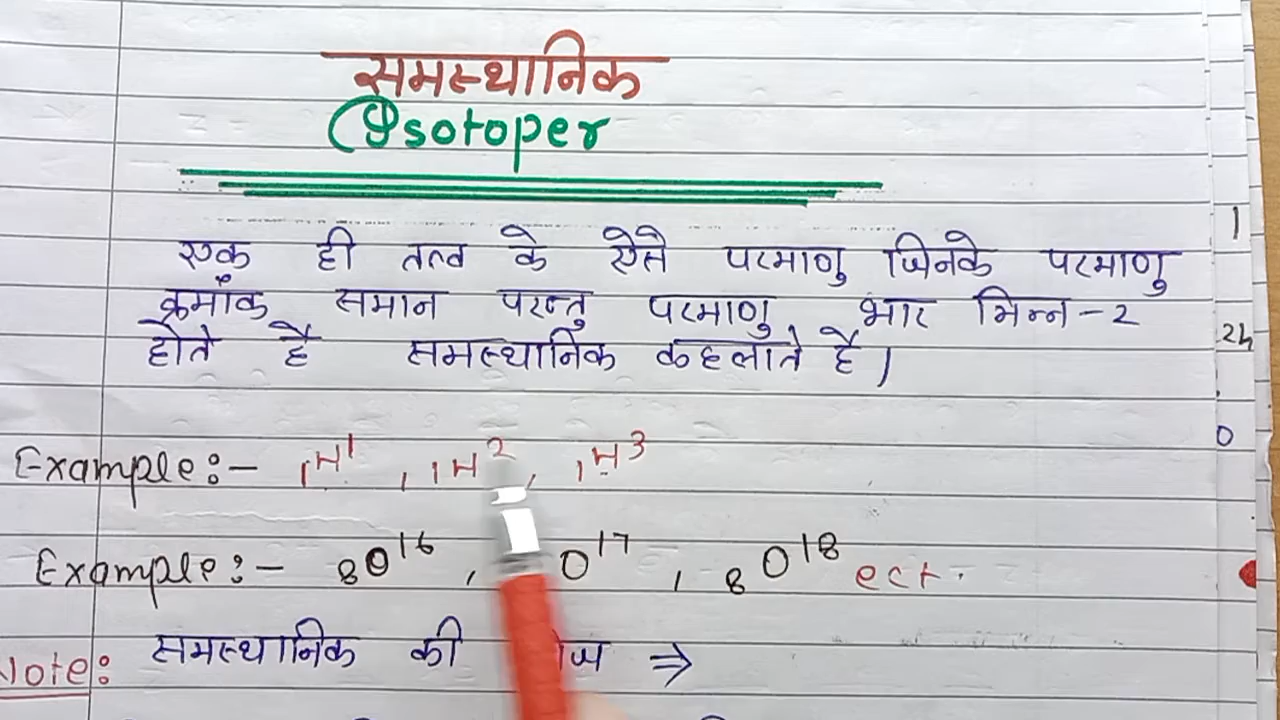 समस्थानिक
Isotoper
एक ही तत्व के ऐसे परमाणु जिनके परमाणु
क्रमांक समान परन्तु परमाणु भार भिन्न-2
होते है समस्थानिक कहलाते है।
Example:- ₁H¹ , ₁H² , ₁H³
Example:- ₈O¹⁶ , O¹⁷ , ₈O¹⁸ ect.
Note: समस्थानिक की ⇒